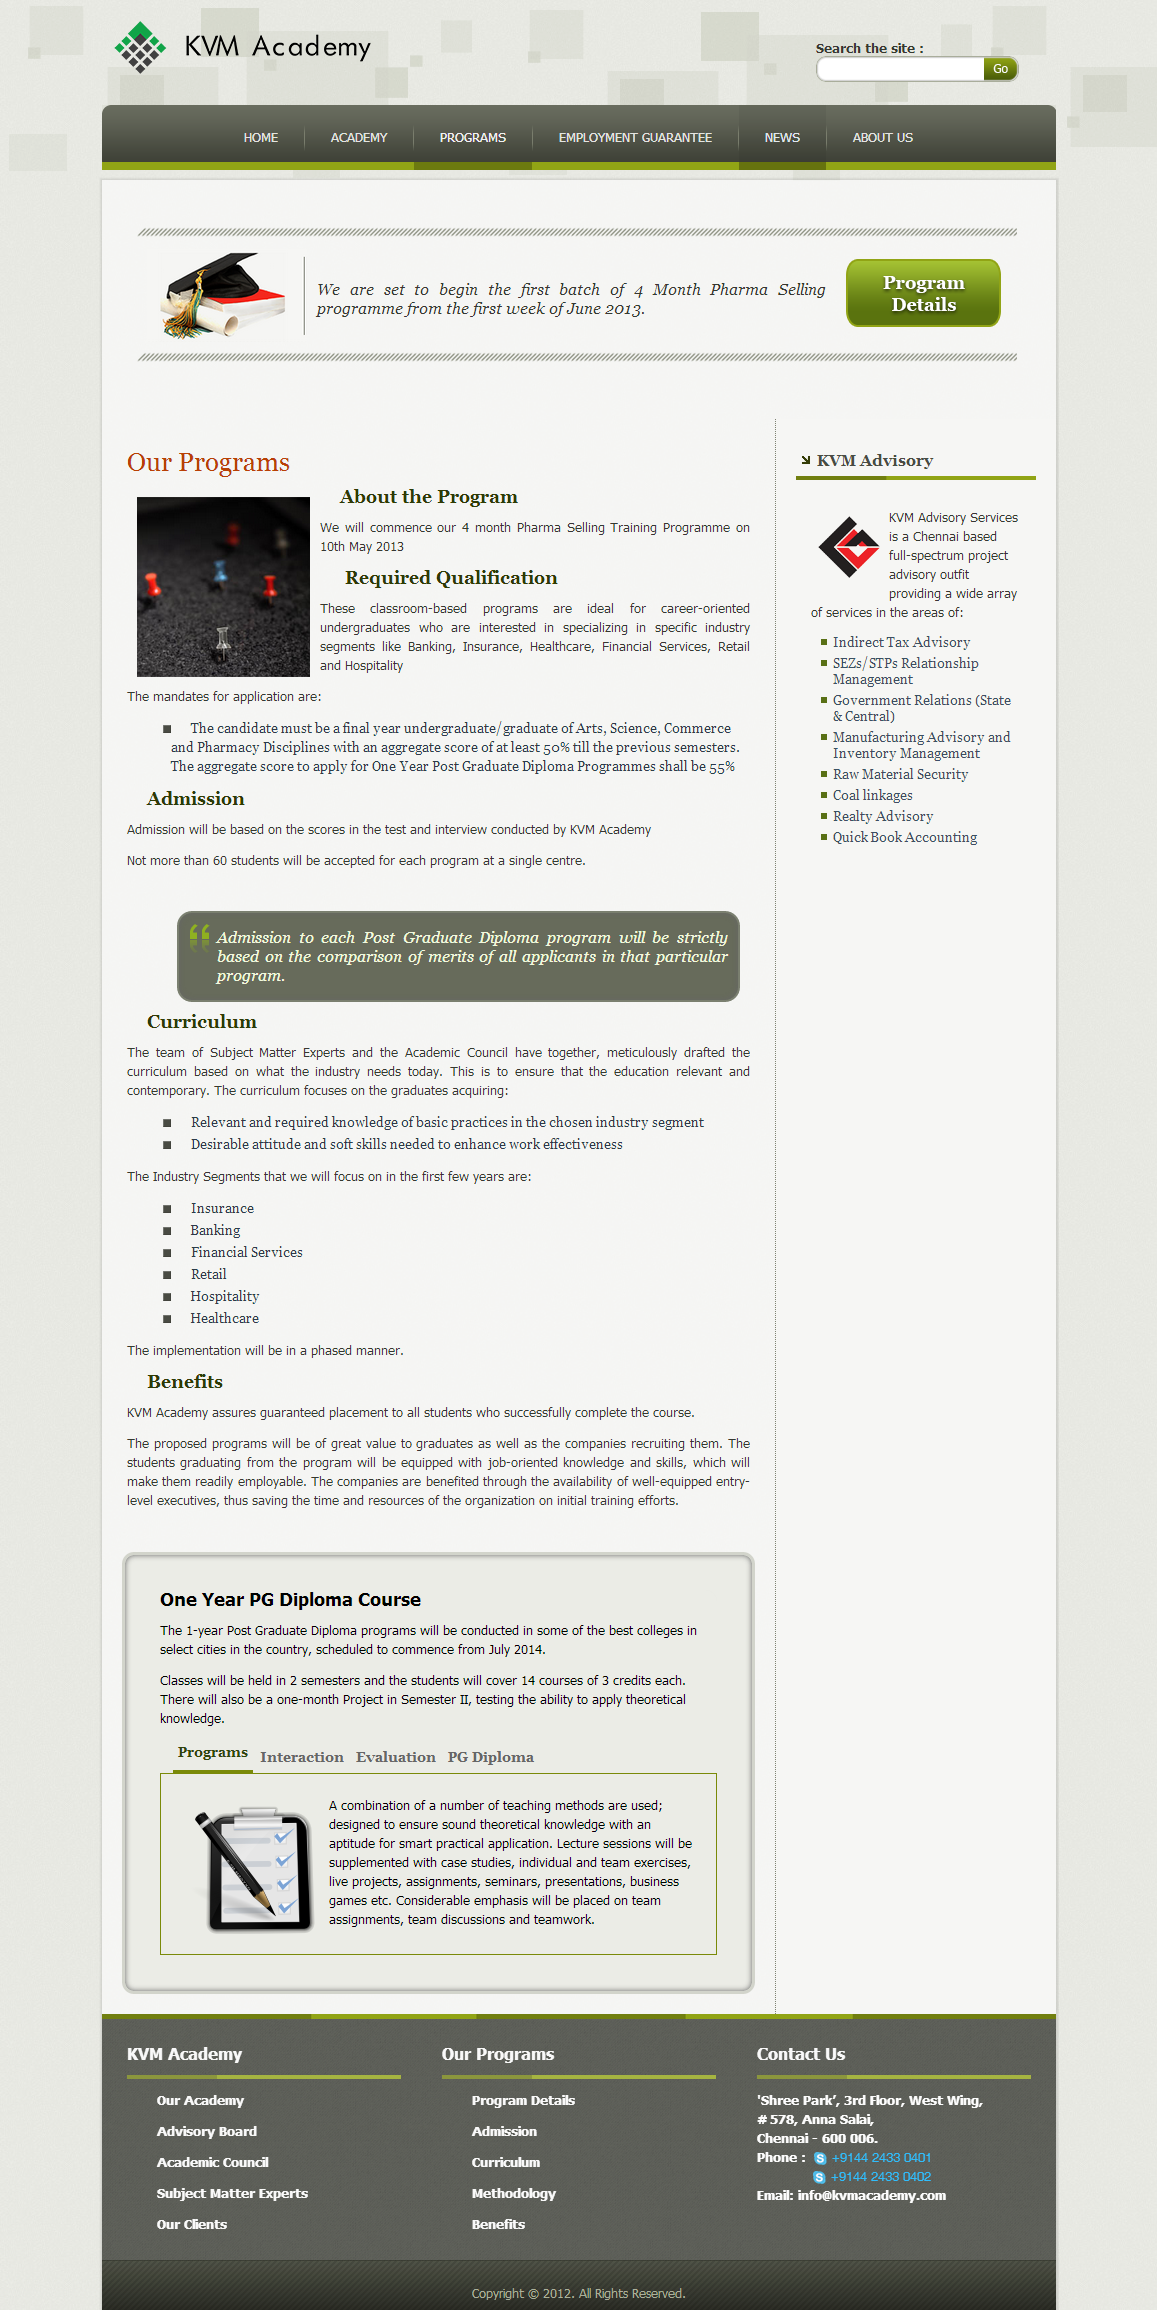 KVM Academy
Search the site :
Go
HOME
ACADEMY
PROGRAMS
EMPLOYMENT GUARANTEE
NEWS
ABOUT US
We are set to begin the first batch of 4 Month Pharma Selling
programme from the first week of June 2013.
Program
Details
Our Programs
About the Program
We will commence our 4 month Pharma Selling Training Programme on
10th May 2013
Required Qualification
These classroom-based programs are ideal for career-oriented
undergraduates who are interested in specializing in specific industry
segments like Banking, Insurance, Healthcare, Financial Services, Retail
and Hospitality
The mandates for application are:
The candidate must be a final year undergraduate/graduate of Arts, Science, Commerce
and Pharmacy Disciplines with an aggregate score of at least 50% till the previous semesters.
The aggregate score to apply for One Year Post Graduate Diploma Programmes shall be 55%
Admission
Admission will be based on the scores in the test and interview conducted by KVM Academy
Not more than 60 students will be accepted for each program at a single centre.
Admission to each Post Graduate Diploma program will be strictly
based on the comparison of merits of all applicants in that particular
program.
Curriculum
The team of Subject Matter Experts and the Academic Council have together, meticulously drafted the
curriculum based on what the industry needs today. This is to ensure that the education relevant and
contemporary. The curriculum focuses on the graduates acquiring:
Relevant and required knowledge of basic practices in the chosen industry segment
Desirable attitude and soft skills needed to enhance work effectiveness
The Industry Segments that we will focus on in the first few years are:
Insurance
Banking
Financial Services
Retail
Hospitality
Healthcare
The implementation will be in a phased manner.
Benefits
KVM Academy assures guaranteed placement to all students who successfully complete the course.
The proposed programs will be of great value to graduates as well as the companies recruiting them. The
students graduating from the program will be equipped with job-oriented knowledge and skills, which will
make them readily employable. The companies are benefited through the availability of well-equipped entry-
level executives, thus saving the time and resources of the organization on initial training efforts.
One Year PG Diploma Course
The 1-year Post Graduate Diploma programs will be conducted in some of the best colleges in
select cities in the country, scheduled to commence from July 2014.
Classes will be held in 2 semesters and the students will cover 14 courses of 3 credits each.
There will also be a one-month Project in Semester II, testing the ability to apply theoretical
knowledge.
Programs
Interaction
Evaluation
PG Diploma
A combination of a number of teaching methods are used;
designed to ensure sound theoretical knowledge with an
aptitude for smart practical application. Lecture sessions will be
supplemented with case studies, individual and team exercises,
live projects, assignments, seminars, presentations, business
games etc. Considerable emphasis will be placed on team
assignments, team discussions and teamwork.
KVM Advisory
KVM Advisory Services
is a Chennai based
full-spectrum project
advisory outfit
providing a wide array
of services in the areas of:
Indirect Tax Advisory
SEZs/STPs Relationship
Management
Government Relations (State
& Central)
Manufacturing Advisory and
Inventory Management
Raw Material Security
Coal linkages
Realty Advisory
Quick Book Accounting
KVM Academy
Our Academy
Advisory Board
Academic Council
Subject Matter Experts
Our Clients
Our Programs
Program Details
Admission
Curriculum
Methodology
Benefits
Contact Us
'Shree Park’, 3rd Floor, West Wing,
# 578, Anna Salai,
Chennai - 600 006.
Phone : +9144 2433 0401
+9144 2433 0402
Email: info@kvmacademy.com
Copyright © 2012. All Rights Reserved.